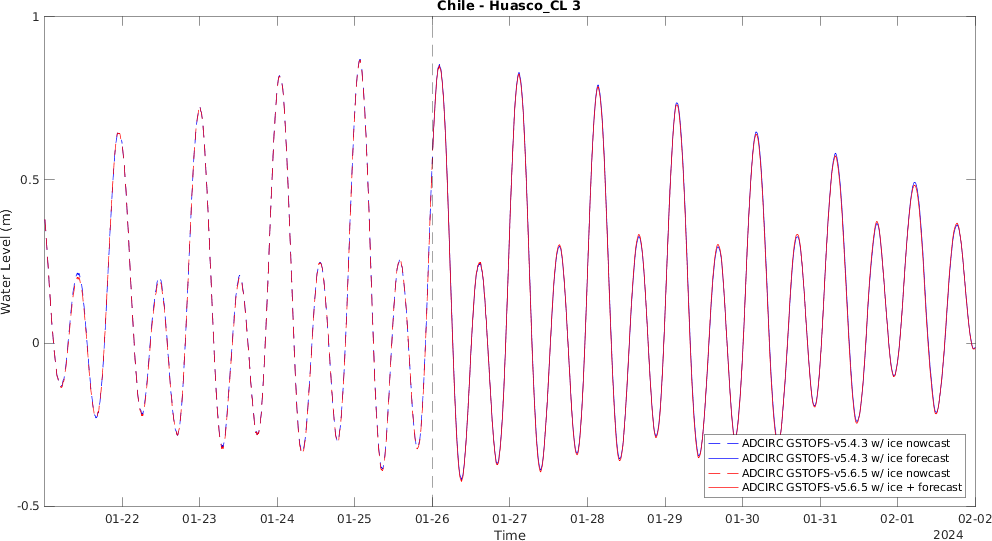 Chile - Huasco_CL 3
1
0.5
0
-0.5
Water Level (m)
ADCIRC GSTOFS-v5.4.3 w/ ice nowcast
ADCIRC GSTOFS-v5.4.3 w/ ice forecast
ADCIRC GSTOFS-v5.6.5 w/ ice nowcast
ADCIRC GSTOFS-v5.6.5 w/ ice + forecast
01-22 01-23 01-24 01-25 01-26 01-27 01-28 01-29 01-30 01-31 02-01 02-02
Time
2024